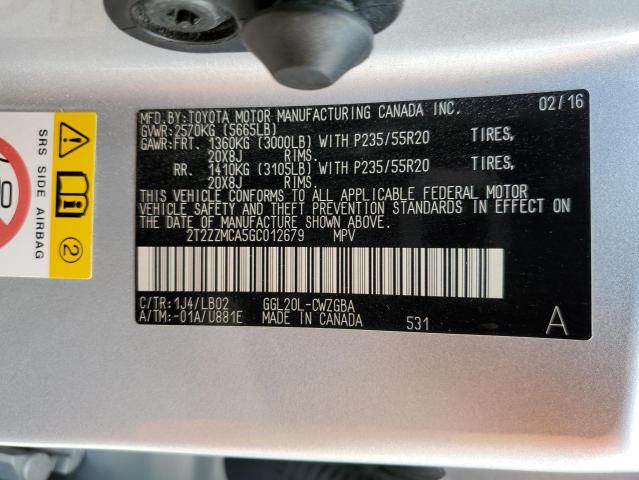 MFD.BY:TOYOTA MOTOR MANUFACTURING CANADA INC. 02/16
GVWR:2570KG (5665LB)
GAWR:FRT. 1360KG (3000LB) WITH P235/55R20 TIRES,
20X8J RIMS.
RR. 1410KG (3105LB) WITH P235/55R20 TIRES,
20X8J RIMS.
THIS VEHICLE CONFORMS TO ALL APPLICABLE FEDERAL MOTOR
VEHICLE SAFETY AND THEFT PREVENTION STANDARDS IN EFFECT ON
THE DATE OF MANUFACTURE SHOWN ABOVE.
2T2ZZMCA5GC012679 MPV
C/TR:1J4/LB02 GGL20L-CWZGBA
A/TM:-01A/U881E MADE IN CANADA 531 A
SRS SIDE AIRBAG
2